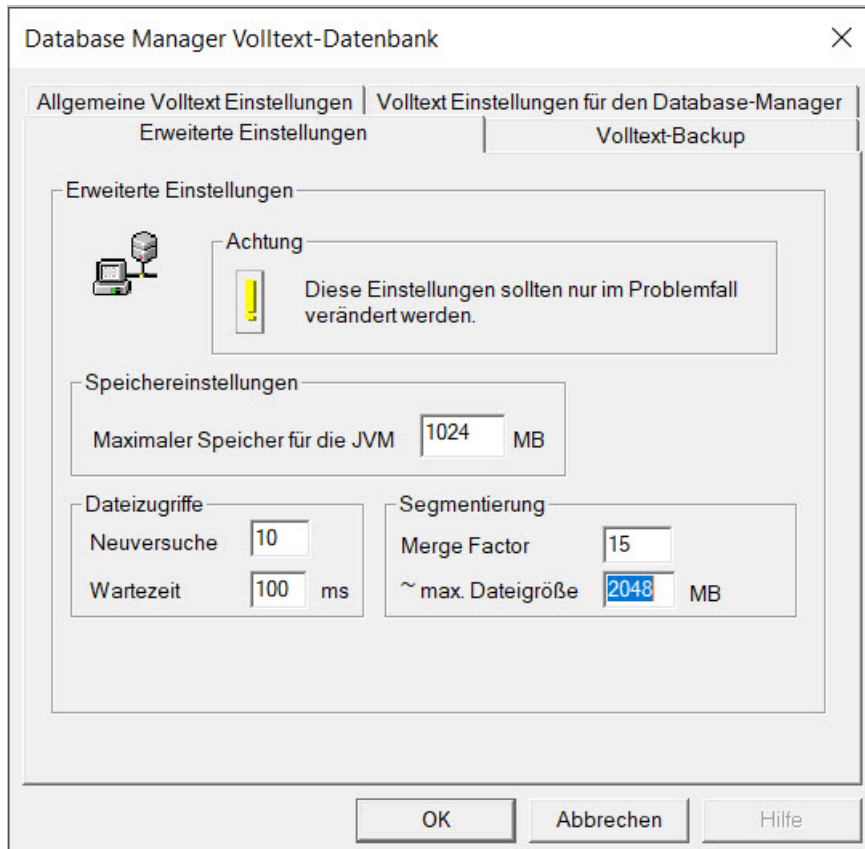 Database Manager Volltext-Datenbank
Allgemeine Volltext Einstellungen
Volltext Einstellungen für den Database-Manager
Erweiterte Einstellungen
Volltext-Backup
Erweiterte Einstellungen
Achtung
Diese Einstellungen sollten nur im Problemfall
verändert werden.
Speichereinstellungen
Maximaler Speicher für die JVM 1024 MB
Dateizugriffe
Neuversuche 10
Wartezeit 100 ms
Segmentierung
Merge Factor 15
~ max. Dateigröße 2048 MB
OK
Abbrechen
Hilfe